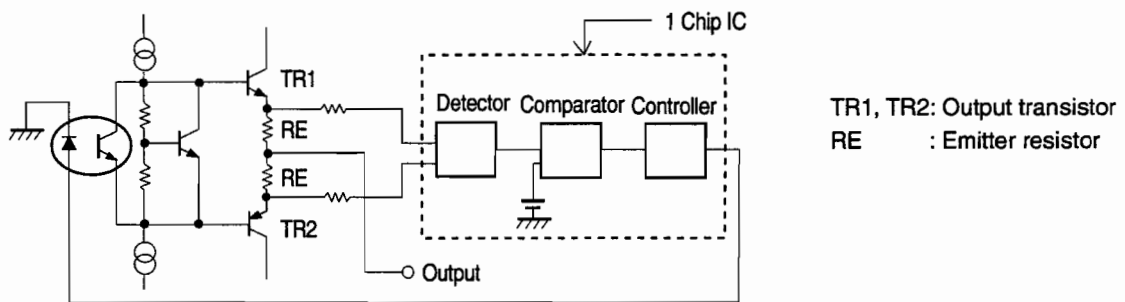 1 Chip IC
TR1
Detector Comparator Controller
TR1, TR2: Output transistor
RE : Emitter resistor
RE
RE
TR2
Output